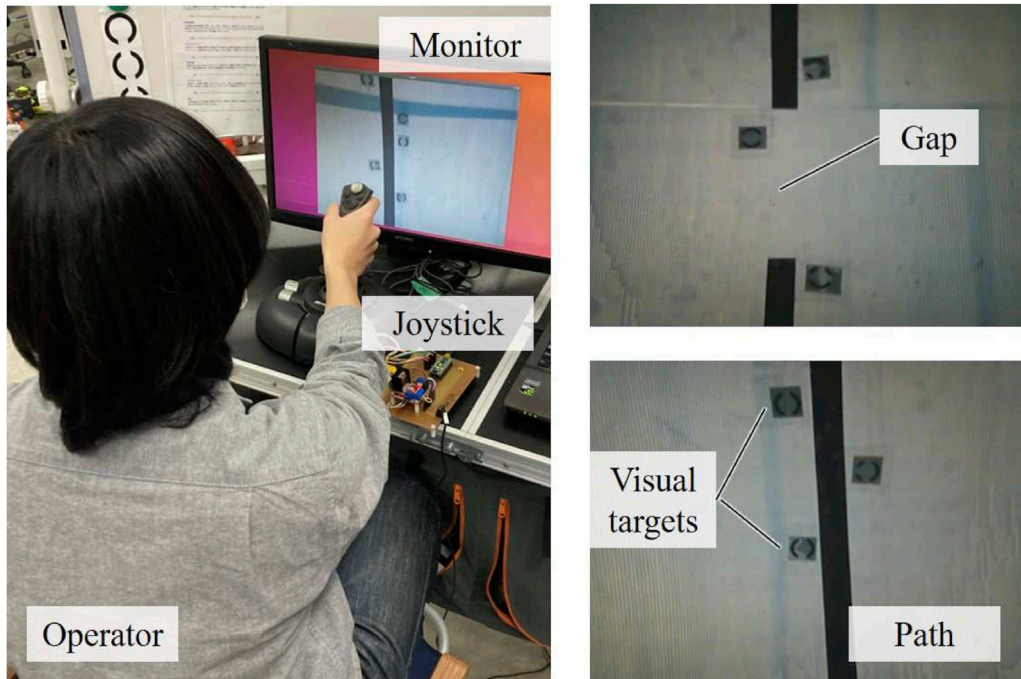 Monitor
Joystick
Operator
Gap
Visual
targets
Path